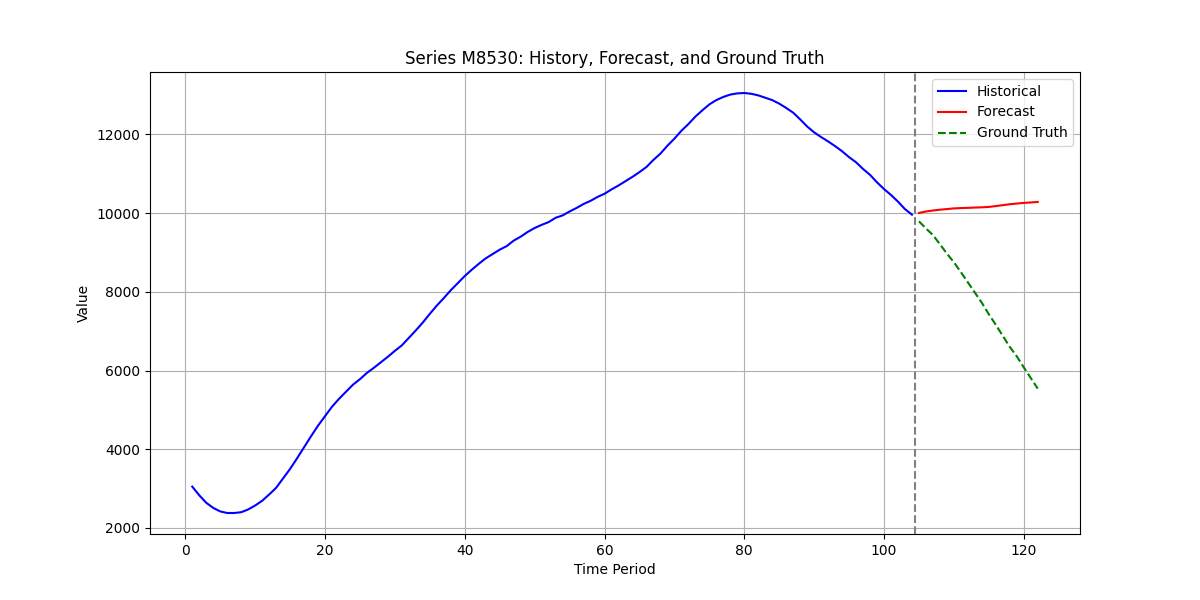 Series M8530: History, Forecast, and Ground Truth
Historical
Forecast
Ground Truth
Value
12000
10000
8000
6000
4000
2000
0 20 40 60 80 100 120
Time Period